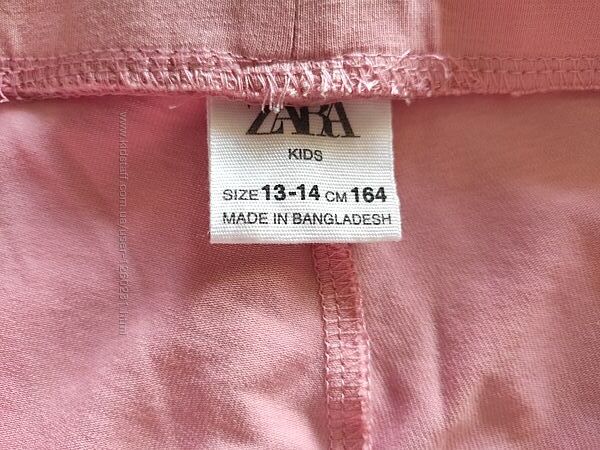 ZARA
KIDS
SIZE 13-14 CM 164
MADE IN BANGLADESH